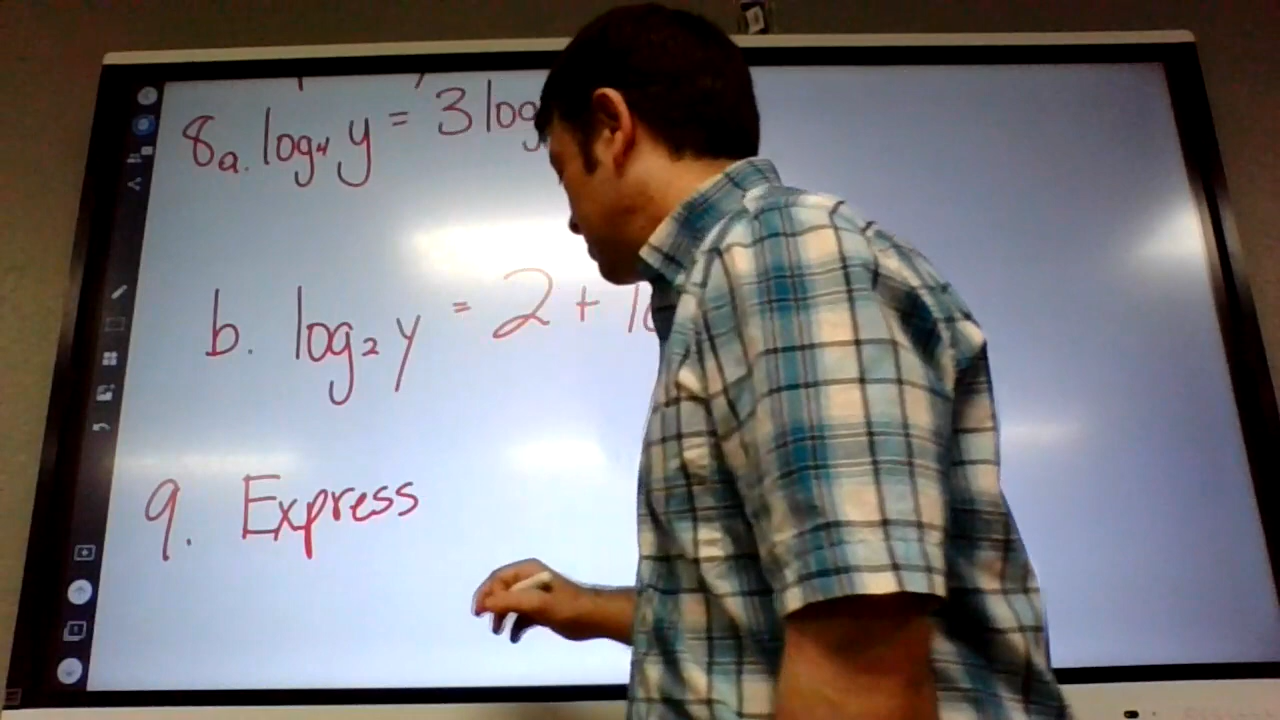 8a. log₄ y = 3 log
b. log₂ y = 2 +
9. Express